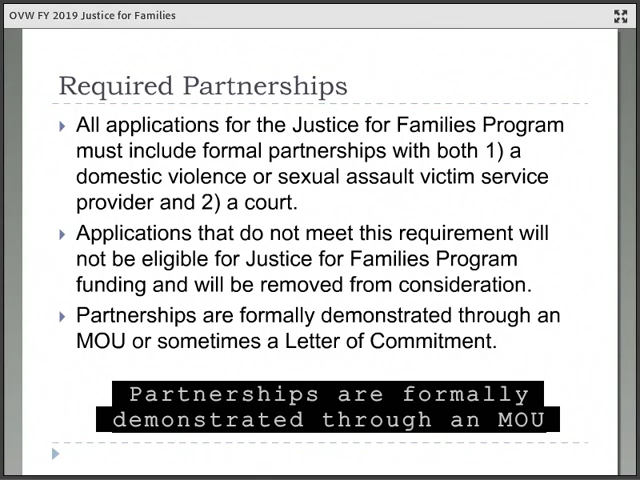 OVW FY 2019 Justice for Families
Required Partnerships
All applications for the Justice for Families Program
must include formal partnerships with both 1) a
domestic violence or sexual assault victim service
provider and 2) a court.
Applications that do not meet this requirement will
not be eligible for Justice for Families Program
funding and will be removed from consideration.
Partnerships are formally demonstrated through an
MOU or sometimes a Letter of Commitment.
Partnerships are formally
demonstrated through an MOU